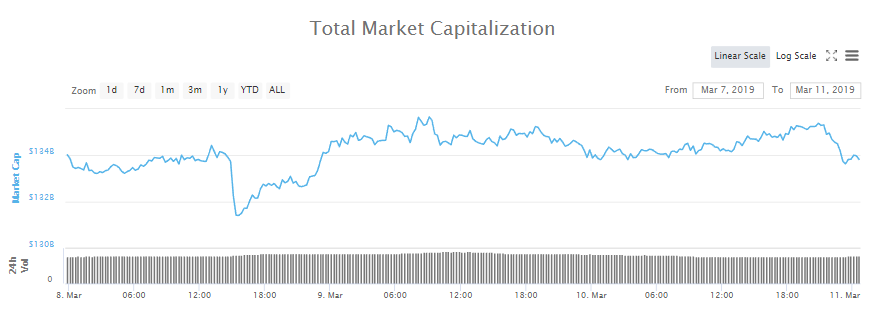 Total Market Capitalization
Linear Scale Log Scale
Zoom 1d 7d 1m 3m 1y YTD ALL
From Mar 7, 2019 To Mar 11, 2019
Market Cap
$134B
$132B
$130B
24h Vol
0
8. Mar 06:00 12:00 18:00 9. Mar 06:00 12:00 18:00 10. Mar 06:00 12:00 18:00 11. Mar